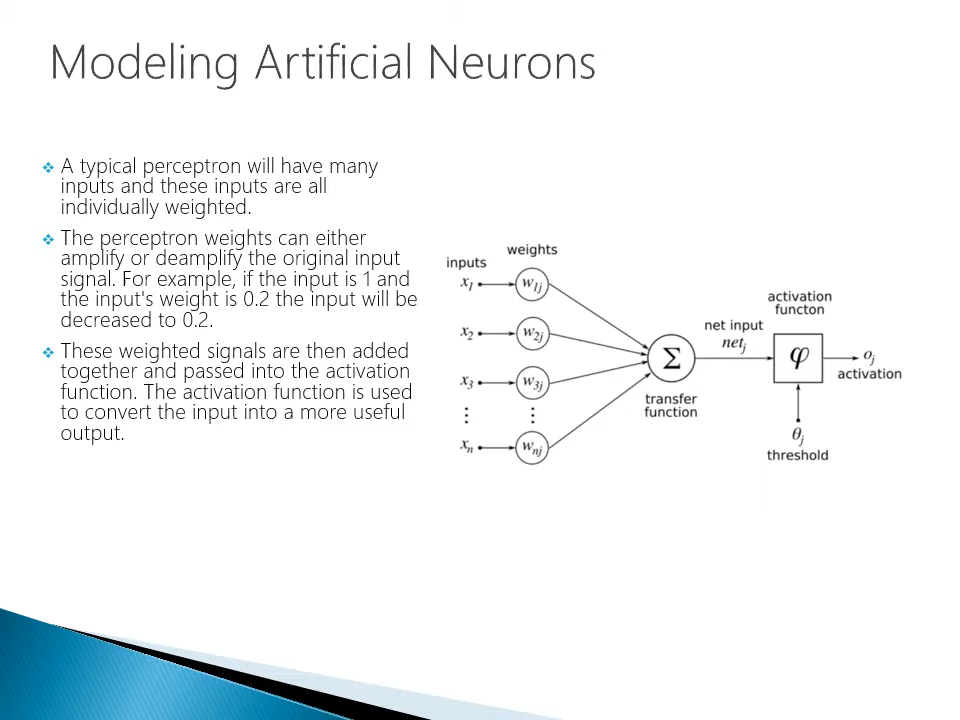 Modeling Artificial Neurons
❖ A typical perceptron will have many
inputs and these inputs are all
individually weighted.
❖ The perceptron weights can either
amplify or deamplify the original input
signal. For example, if the input is 1 and
the input's weight is 0.2 the input will be
decreased to 0.2.
❖ These weighted signals are then added
together and passed into the activation
function. The activation function is used
to convert the input into a more useful
output.
inputs
weights
x1
w1j
x2
w2j
x3
w3j
⋮
⋮
xn
wnj
Σ
transfer
function
net input
netj
activation
functon
φ
oj
activation
θj
threshold